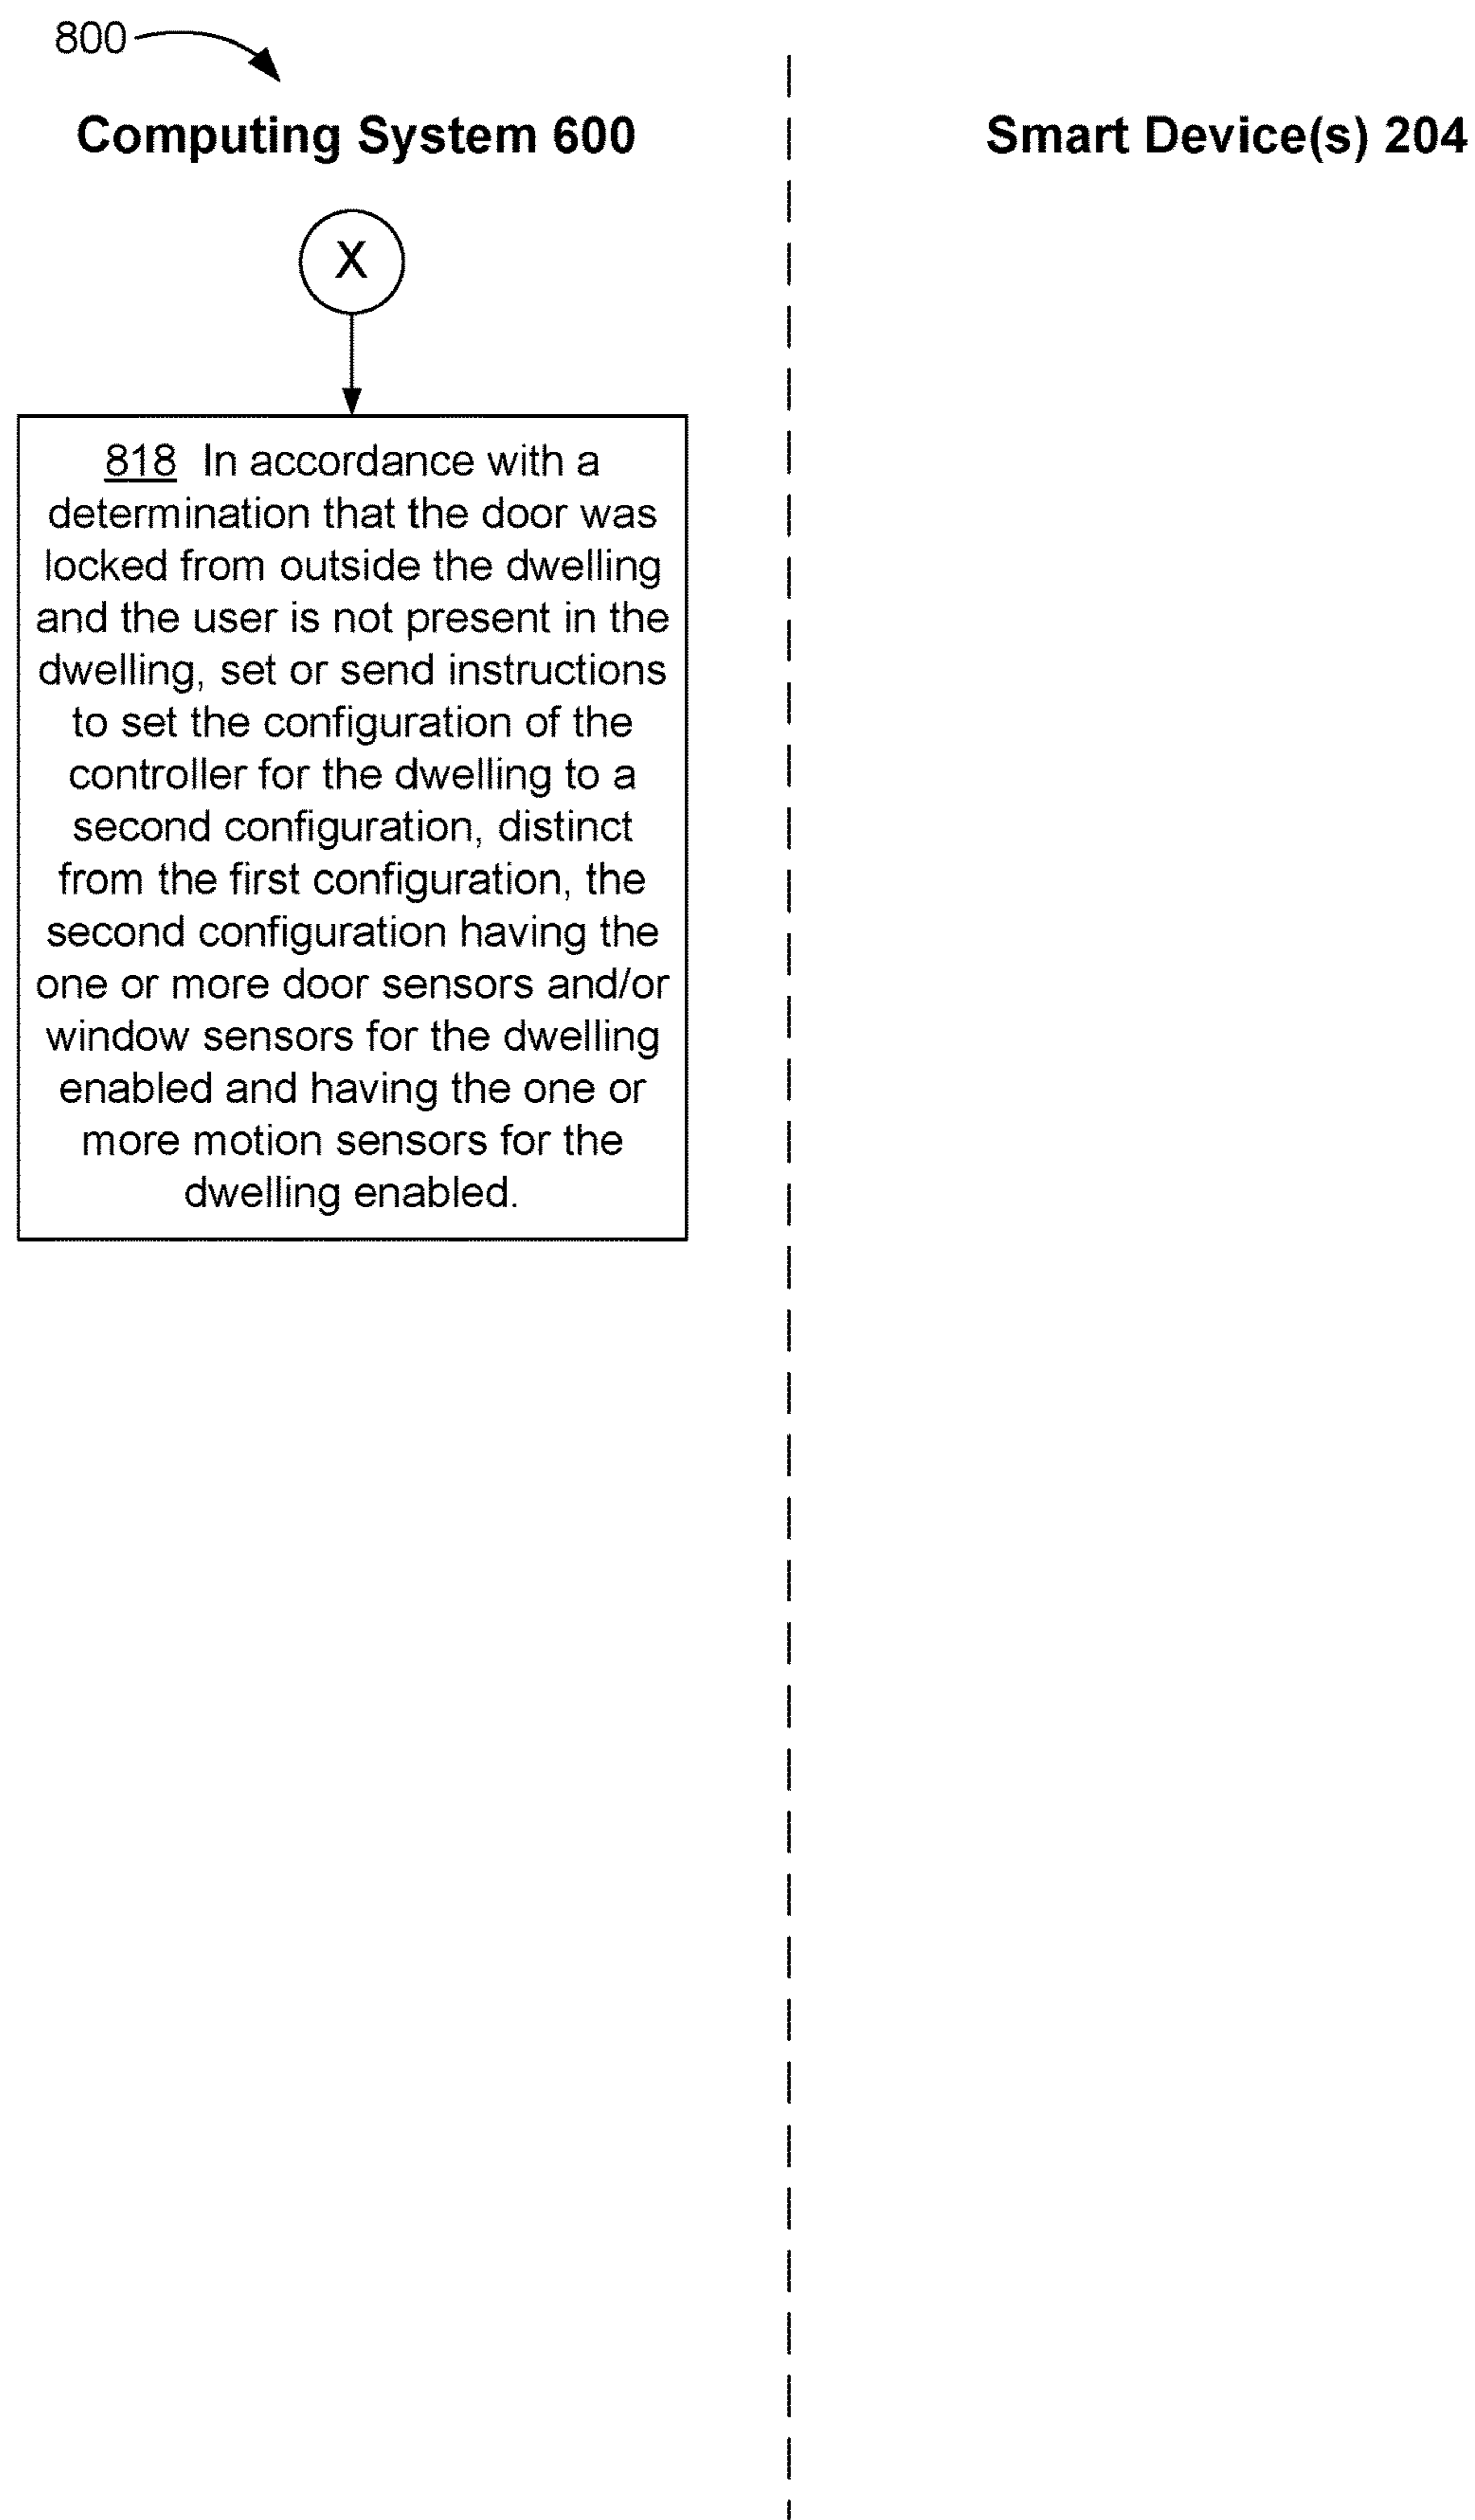 800
Computing System 600
Smart Device(s) 204
X
818 In accordance with a
determination that the door was
locked from outside the dwelling
and the user is not present in the
dwelling, set or send instructions
to set the configuration of the
controller for the dwelling to a
second configuration, distinct
from the first configuration, the
second configuration having the
one or more door sensors and/or
window sensors for the dwelling
enabled and having the one or
more motion sensors for the
dwelling enabled.